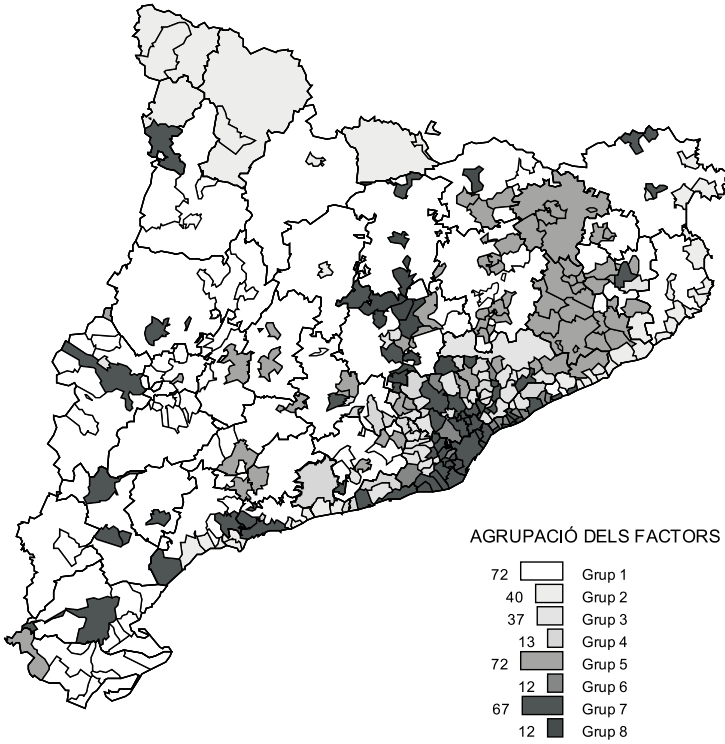 AGRUPACIÓ DELS FACTORS
72 Grup 1
40 Grup 2
37 Grup 3
13 Grup 4
72 Grup 5
12 Grup 6
67 Grup 7
12 Grup 8